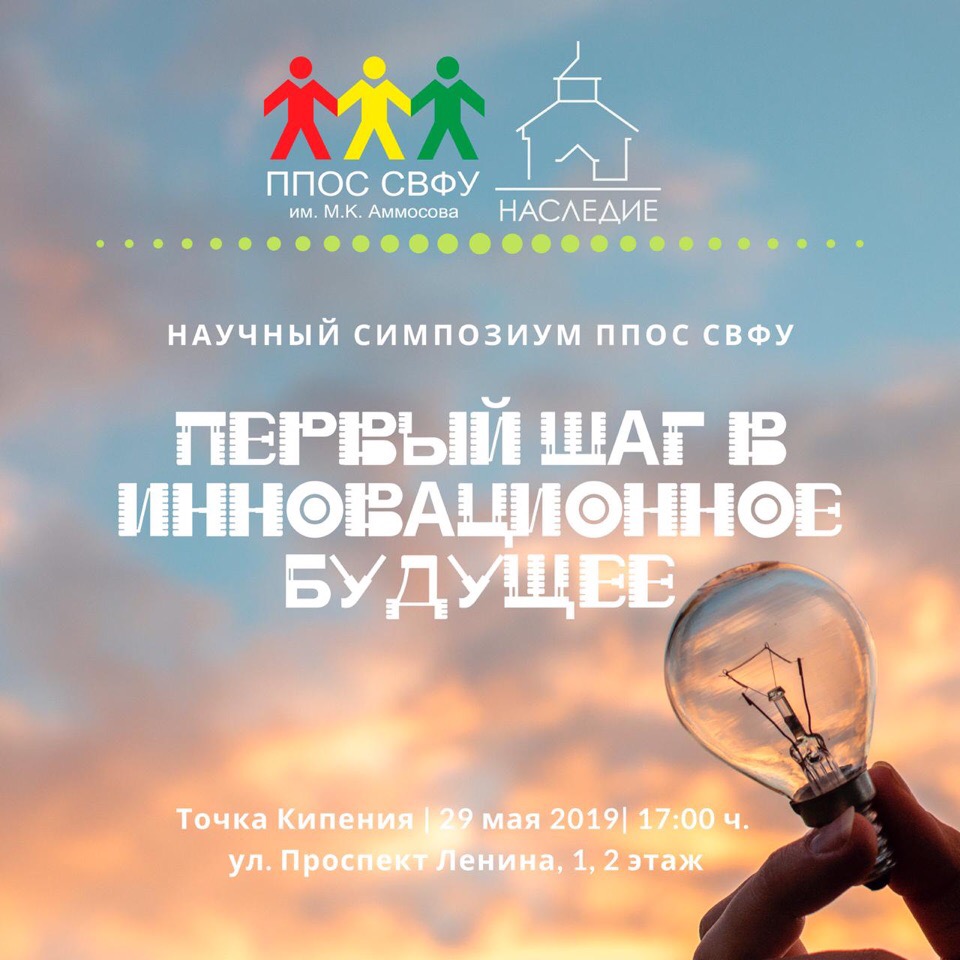 ППОС СВФУ
им. М.К. Аммосова
НАСЛЕДИЕ
НАУЧНЫЙ СИМПОЗИУМ ППОС СВФУ
ПЕРВЫЙ ШАГ В
ИННОВАЦИОННОЕ
БУДУЩЕЕ
Точка Кипения | 29 мая 2019| 17:00 ч.
ул. Проспект Ленина, 1, 2 этаж